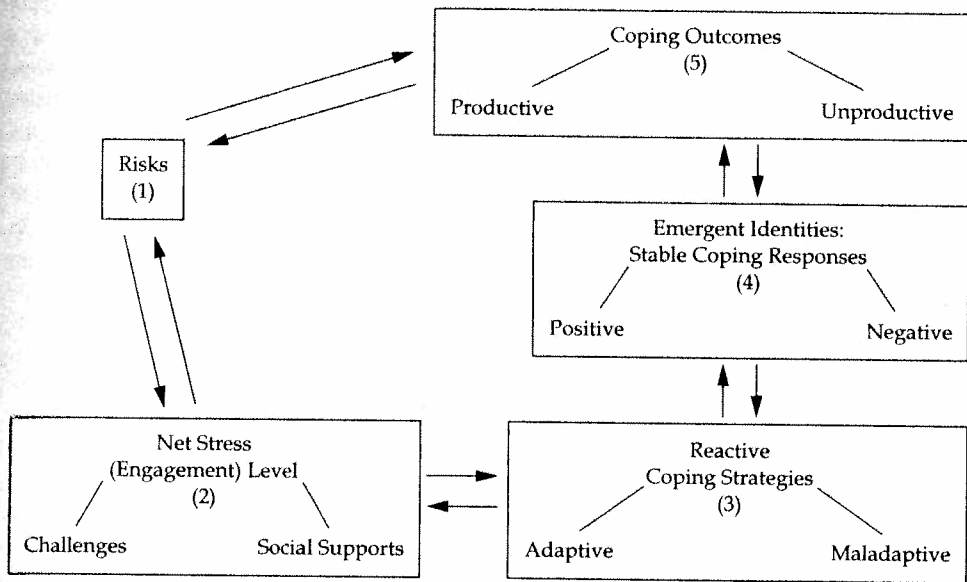 Coping Outcomes
(5)
Productive
Unproductive
Risks
(1)
Emergent Identities:
Stable Coping Responses
(4)
Positive
Negative
Net Stress
(Engagement) Level
(2)
Challenges
Social Supports
Reactive
Coping Strategies
(3)
Adaptive
Maladaptive